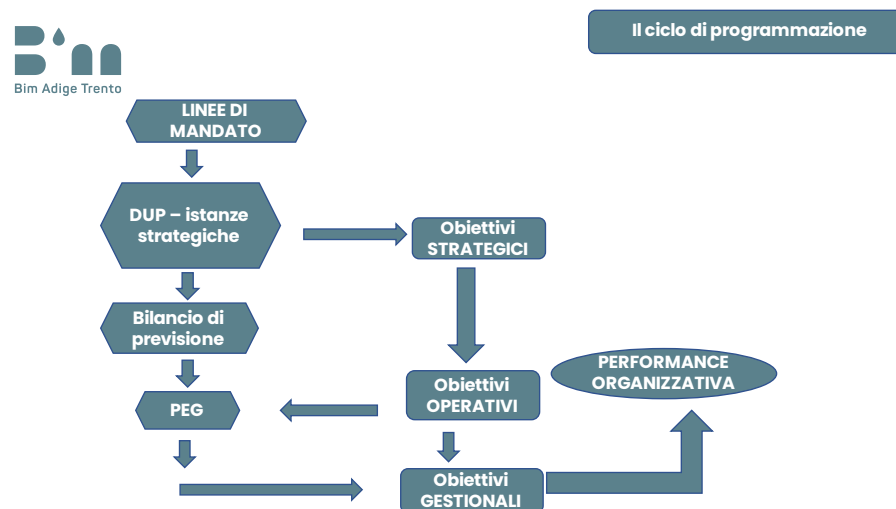 Il ciclo di programmazione
Bim
Bim Adige Trento
LINEE DI
MANDATO
DUP – istanze
strategiche
Obiettivi
STRATEGICI
Bilancio di
previsione
PERFORMANCE
ORGANIZZATIVA
Obiettivi
OPERATIVI
PEG
Obiettivi
GESTIONALI